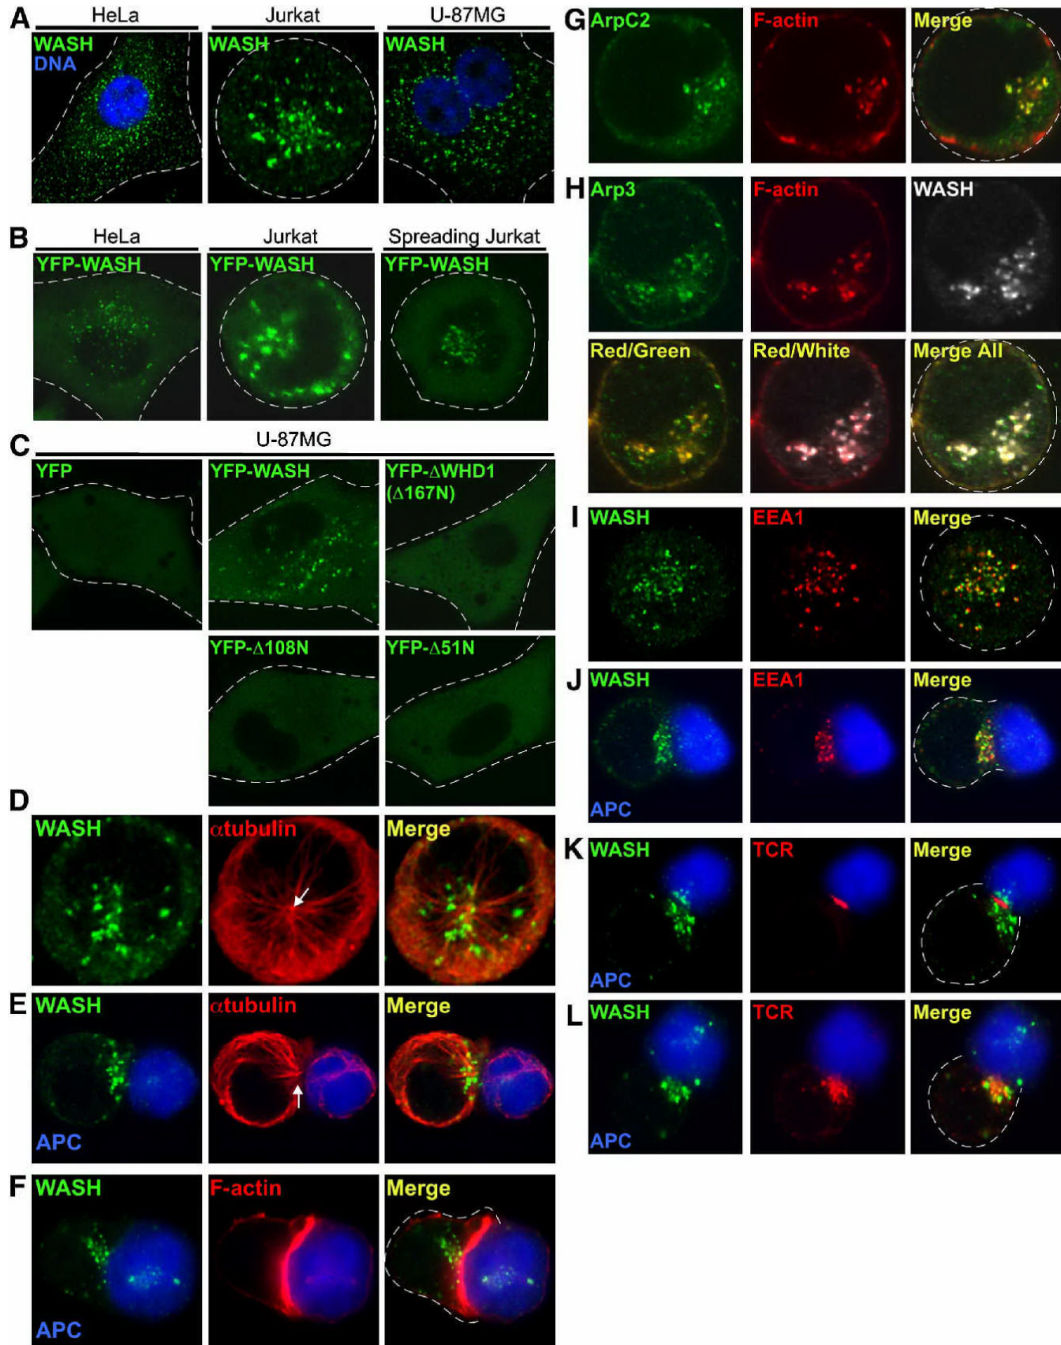 A
HeLa
Jurkat
U-87MG
WASH
DNA
WASH
WASH
B
HeLa
Jurkat
Spreading Jurkat
YFP-WASH
YFP-WASH
YFP-WASH
C
U-87MG
YFP
YFP-WASH
YFP-ΔWHD1
(Δ167N)
YFP-Δ108N
YFP-Δ51N
D
WASH
αtubulin
Merge
E
WASH
αtubulin
Merge
APC
F
WASH
F-actin
Merge
APC
G
ArpC2
F-actin
Merge
H
Arp3
F-actin
WASH
Red/Green
Red/White
Merge All
I
WASH
EEA1
Merge
J
WASH
EEA1
Merge
APC
K
WASH
TCR
Merge
APC
L
WASH
TCR
Merge
APC